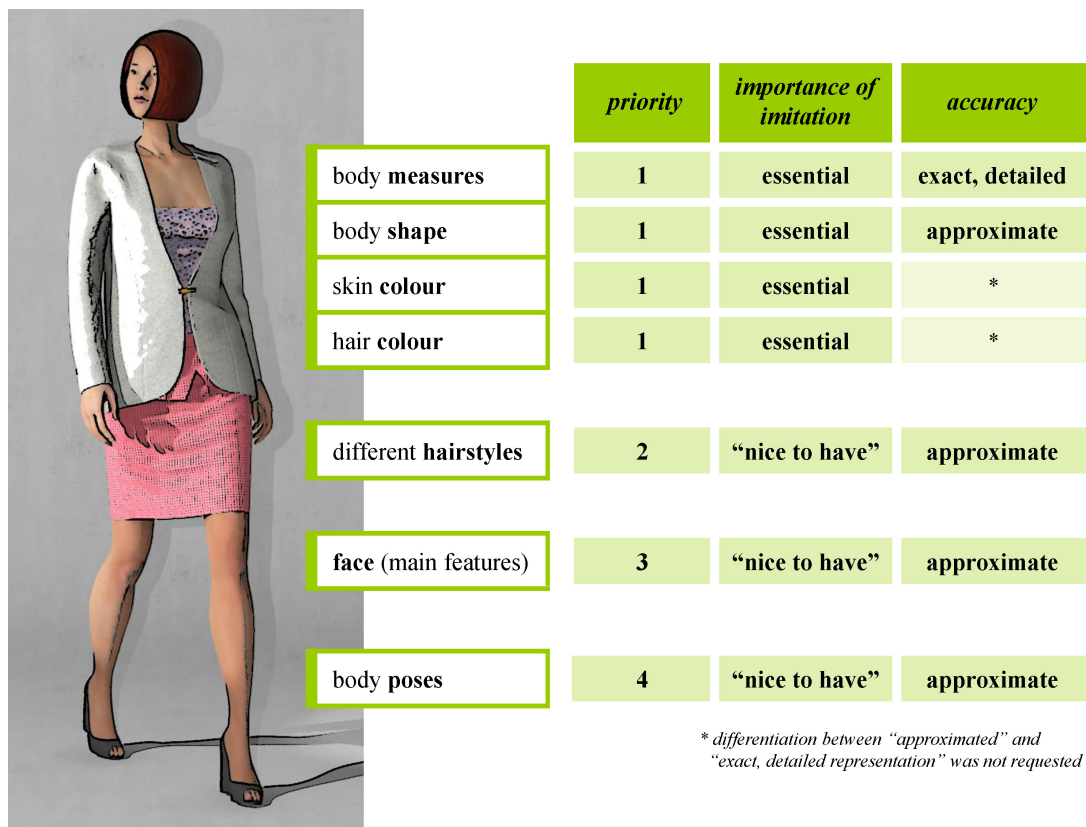 priority importance of imitation accuracy
body measures 1 essential exact, detailed
body shape 1 essential approximate
skin colour 1 essential *
hair colour 1 essential *
different hairstyles 2 “nice to have” approximate
face (main features) 3 “nice to have” approximate
body poses 4 “nice to have” approximate
* differentiation between “approximated” and
“exact, detailed representation” was not requested